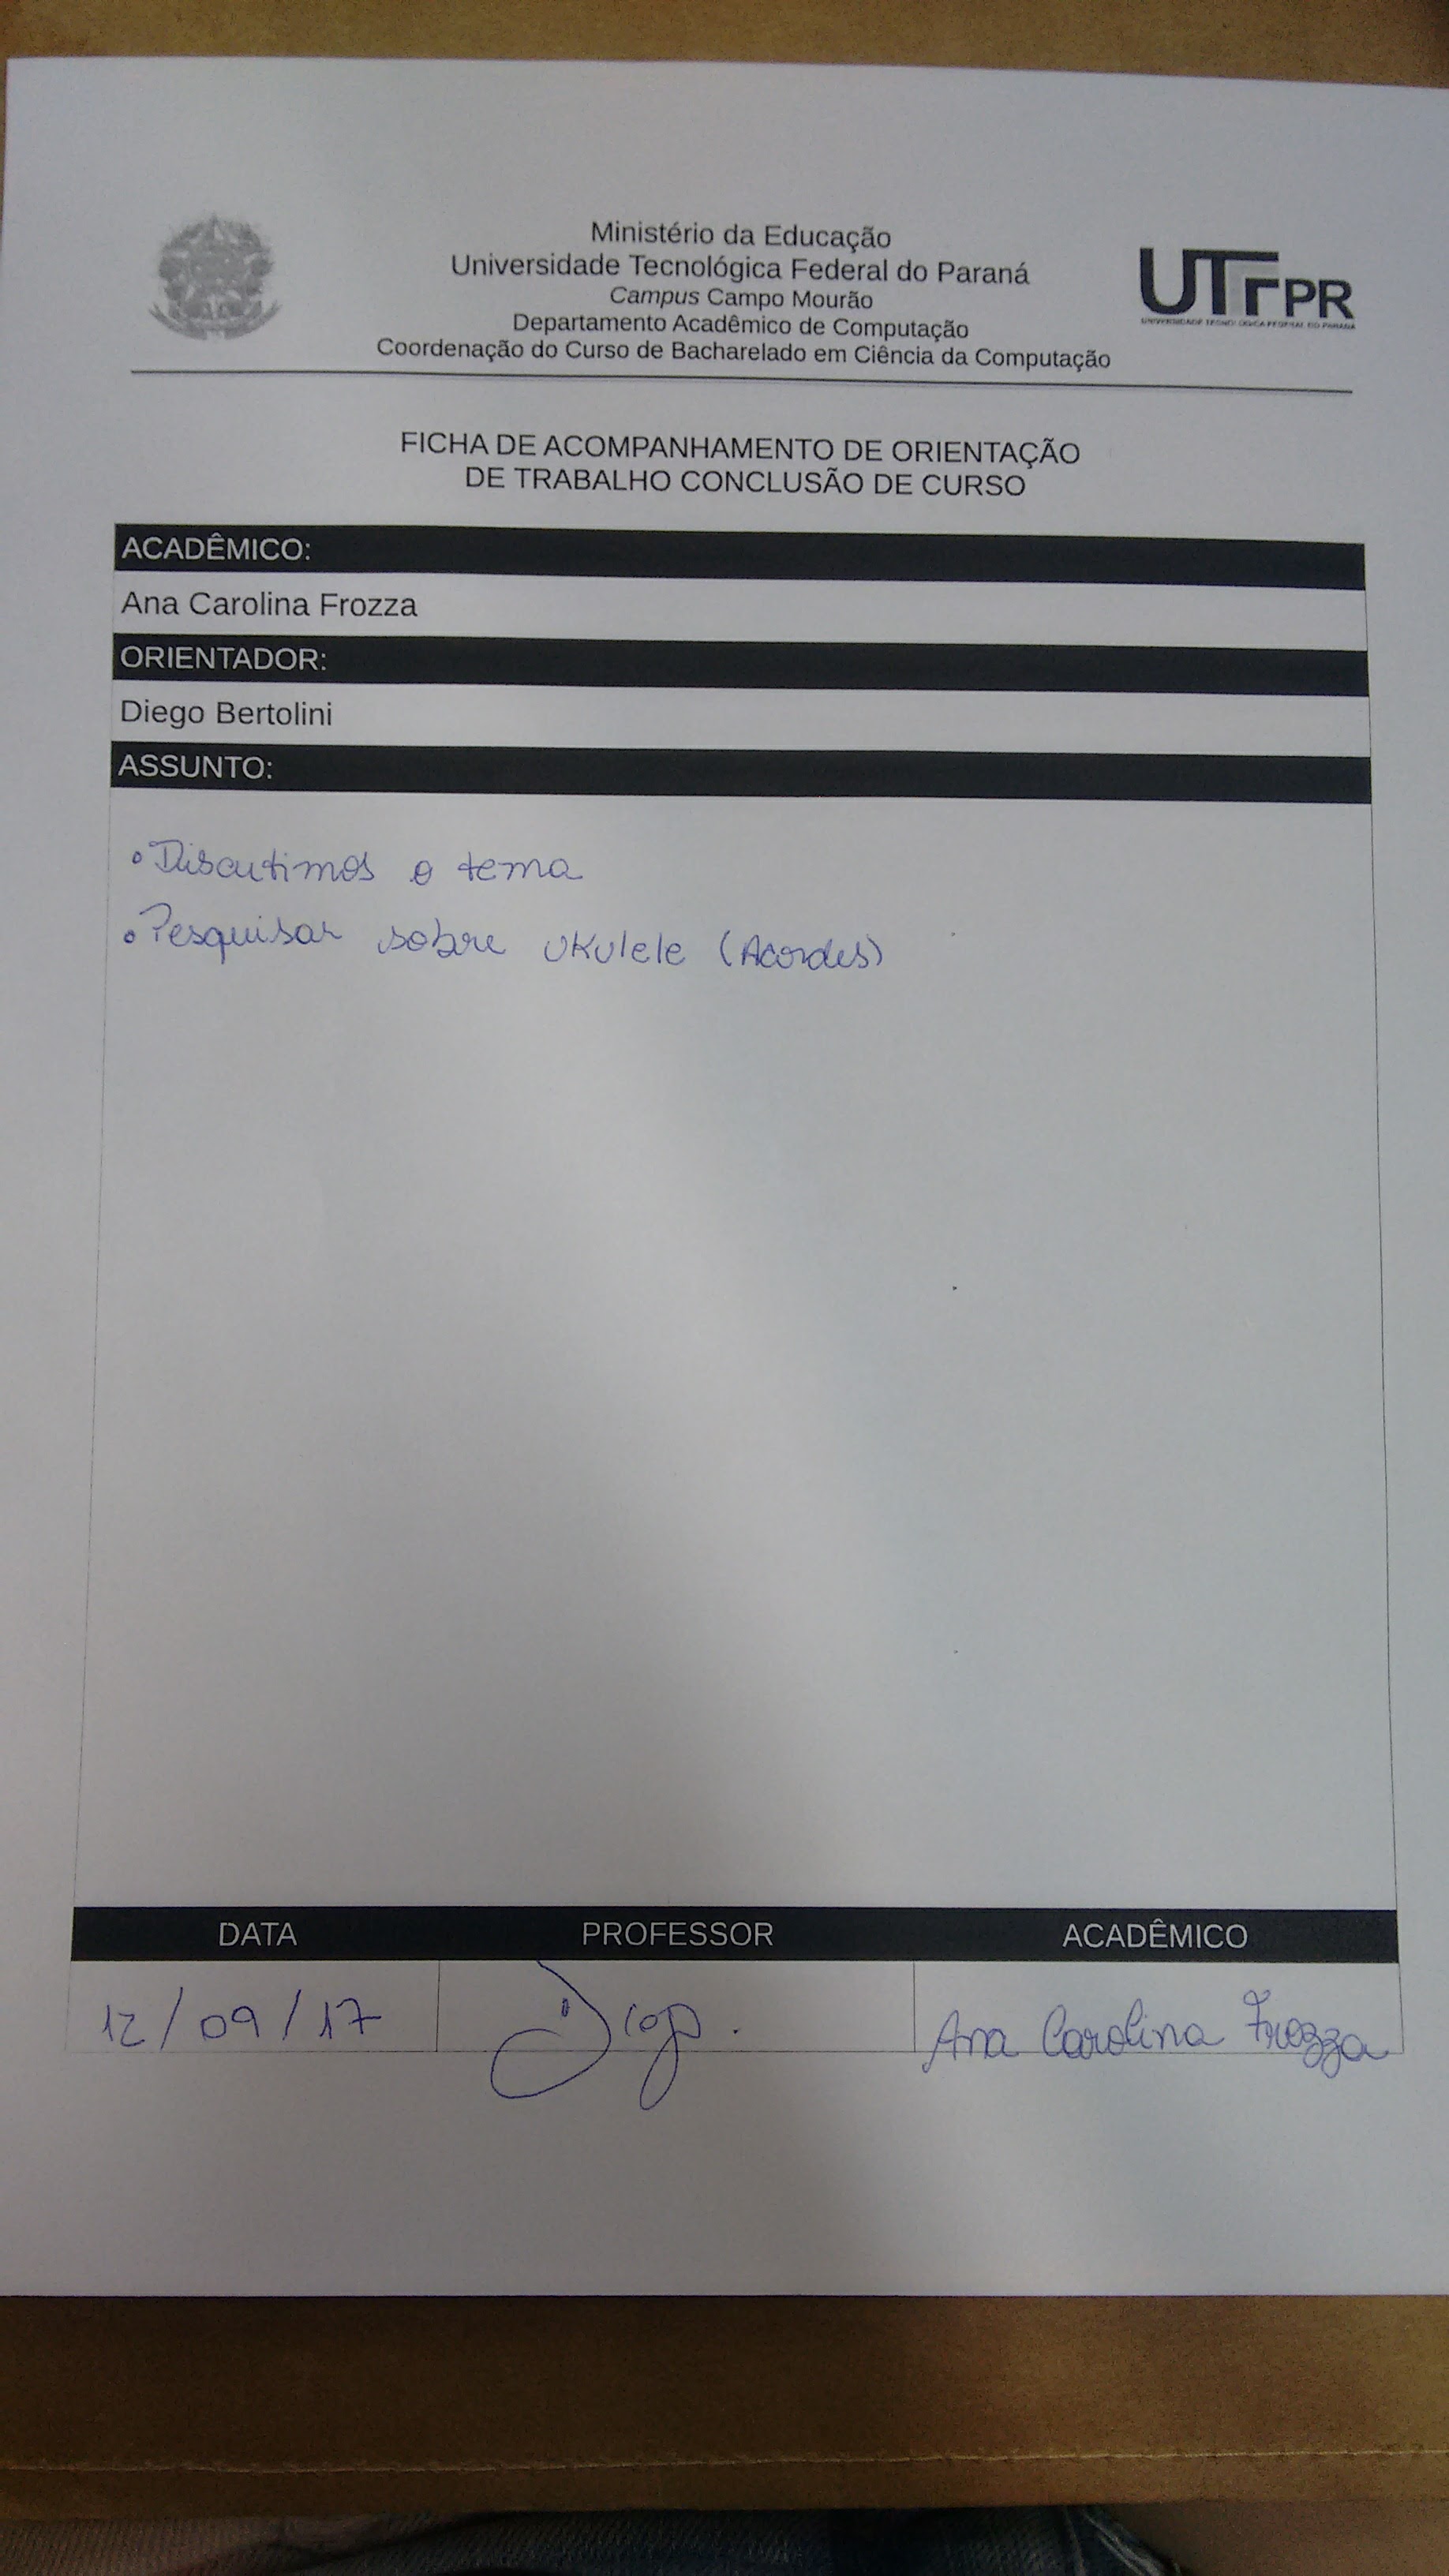 Ministério da Educação
Universidade Tecnológica Federal do Paraná
Campus Campo Mourão
Departamento Acadêmico de Computação
Coordenação do Curso de Bacharelado em Ciência da Computação
UTFPR
UNIVERSIDADE TECNOLÓGICA FEDERAL DO PARANÁ
FICHA DE ACOMPANHAMENTO DE ORIENTAÇÃO
DE TRABALHO CONCLUSÃO DE CURSO
ACADÊMICO:
Ana Carolina Frozza
ORIENTADOR:
Diego Bertolini
ASSUNTO:
• Discutimos o tema
• Pesquisar sobre ukulele (Acordes)
DATA PROFESSOR ACADÊMICO
12/09/17 Diego. Ana Carolina Frozza